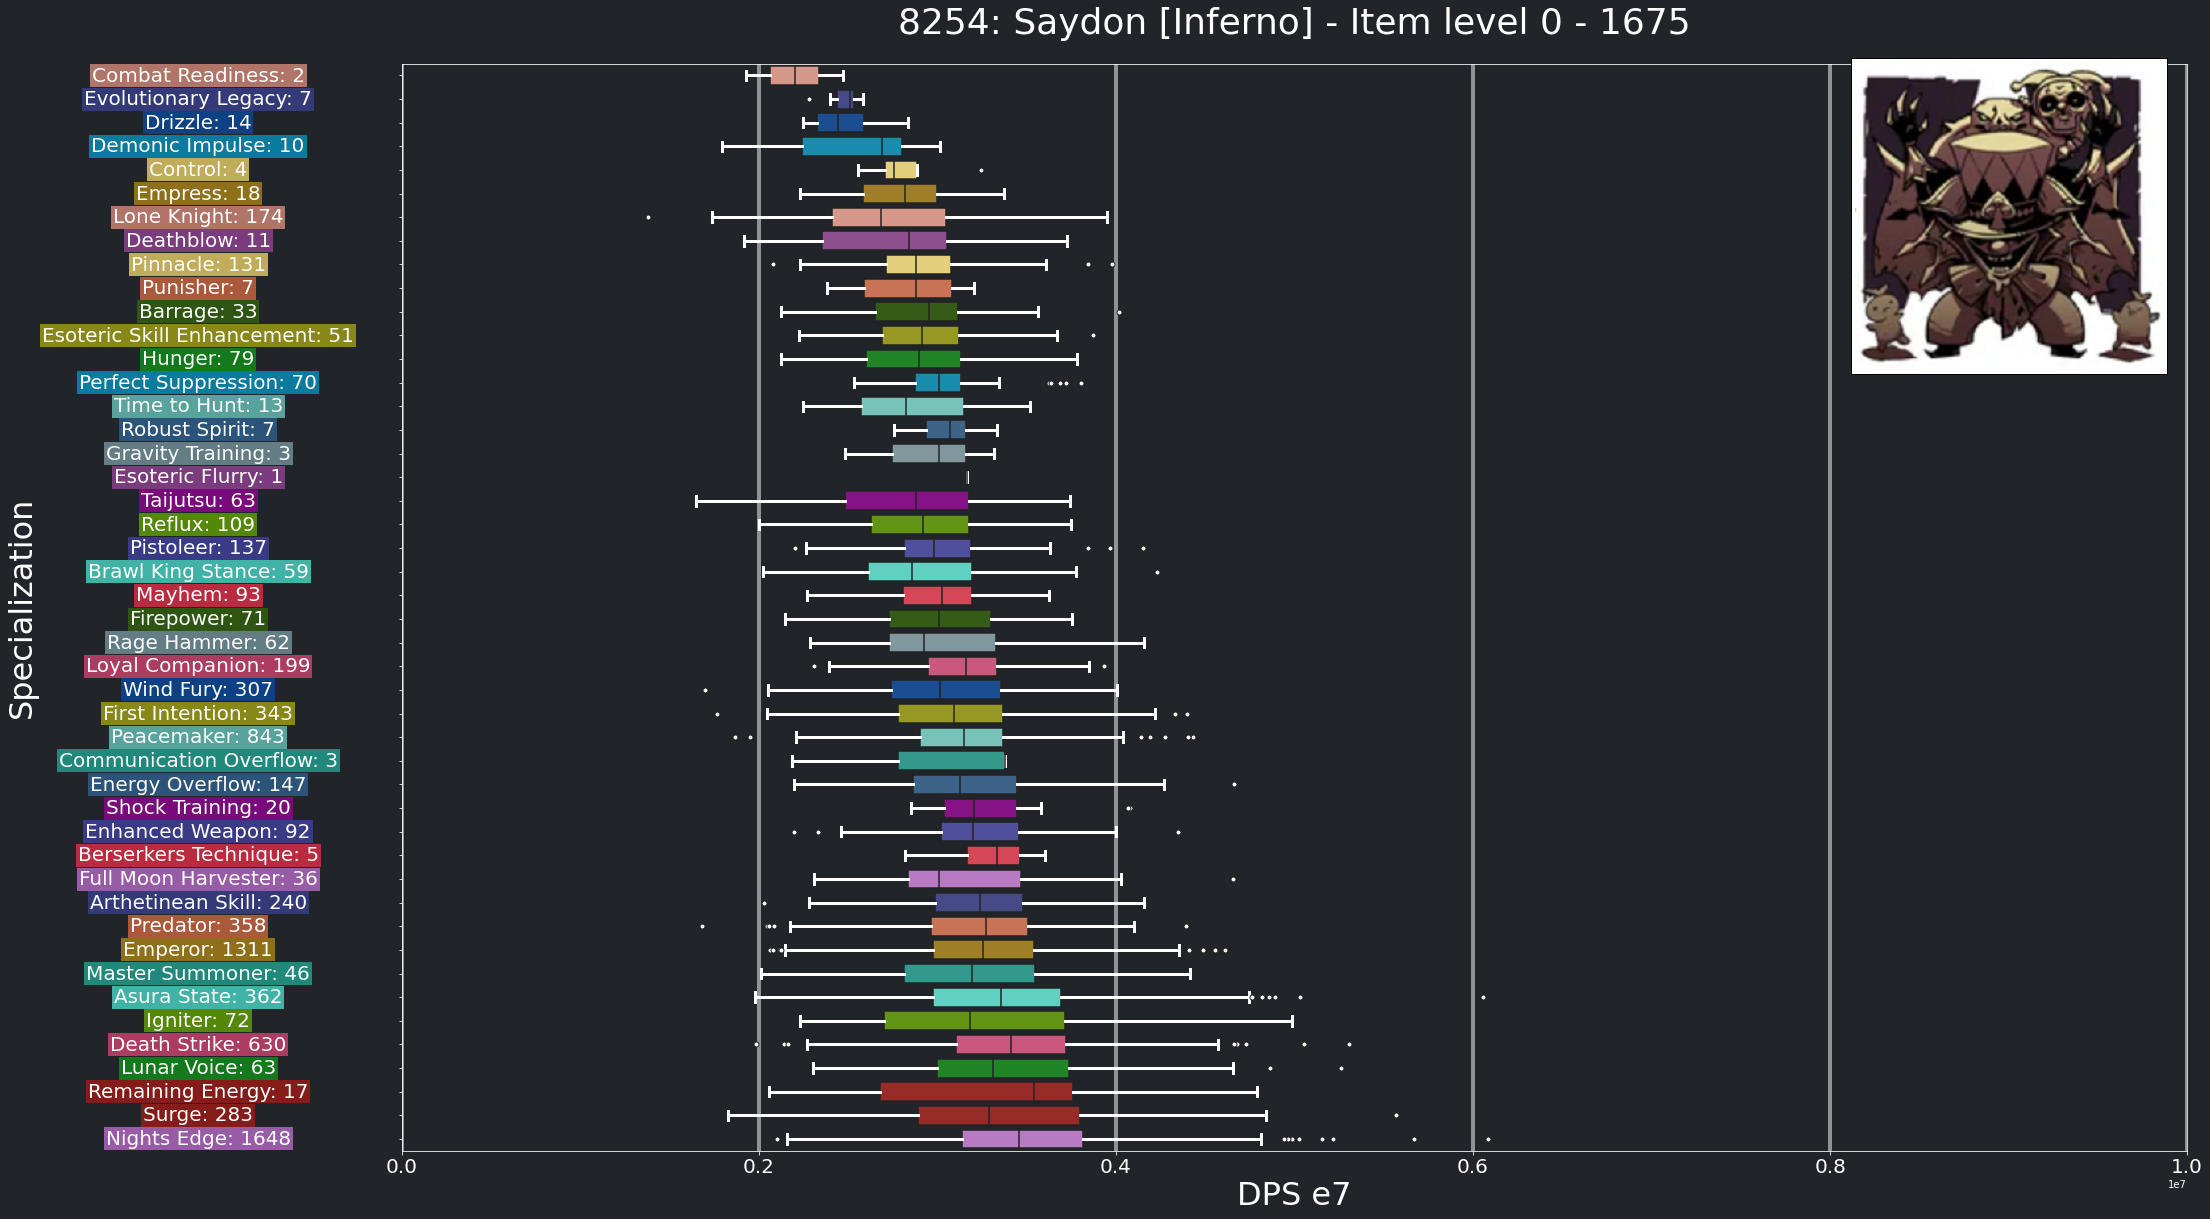 8254: Saydon [Inferno] - Item level 0 - 1675
Combat Readiness: 2
Evolutionary Legacy: 7
Drizzle: 14
Demonic Impulse: 10
Control: 4
Empress: 18
Lone Knight: 174
Deathblow: 11
Pinnacle: 131
Punisher: 7
Barrage: 33
Esoteric Skill Enhancement: 51
Hunger: 79
Perfect Suppression: 70
Time to Hunt: 13
Robust Spirit: 7
Gravity Training: 3
Esoteric Flurry: 1
Taijutsu: 63
Reflux: 109
Pistoleer: 137
Brawl King Stance: 59
Mayhem: 93
Firepower: 71
Rage Hammer: 62
Loyal Companion: 199
Wind Fury: 307
First Intention: 343
Peacemaker: 843
Communication Overflow: 3
Energy Overflow: 147
Shock Training: 20
Enhanced Weapon: 92
Berserkers Technique: 5
Full Moon Harvester: 36
Arthetinean Skill: 240
Predator: 358
Emperor: 1311
Master Summoner: 46
Asura State: 362
Igniter: 72
Death Strike: 630
Lunar Voice: 63
Remaining Energy: 17
Surge: 283
Nights Edge: 1648
Specialization
0.0 0.2 0.4 0.6 0.8 1.0
1e7
DPS e7